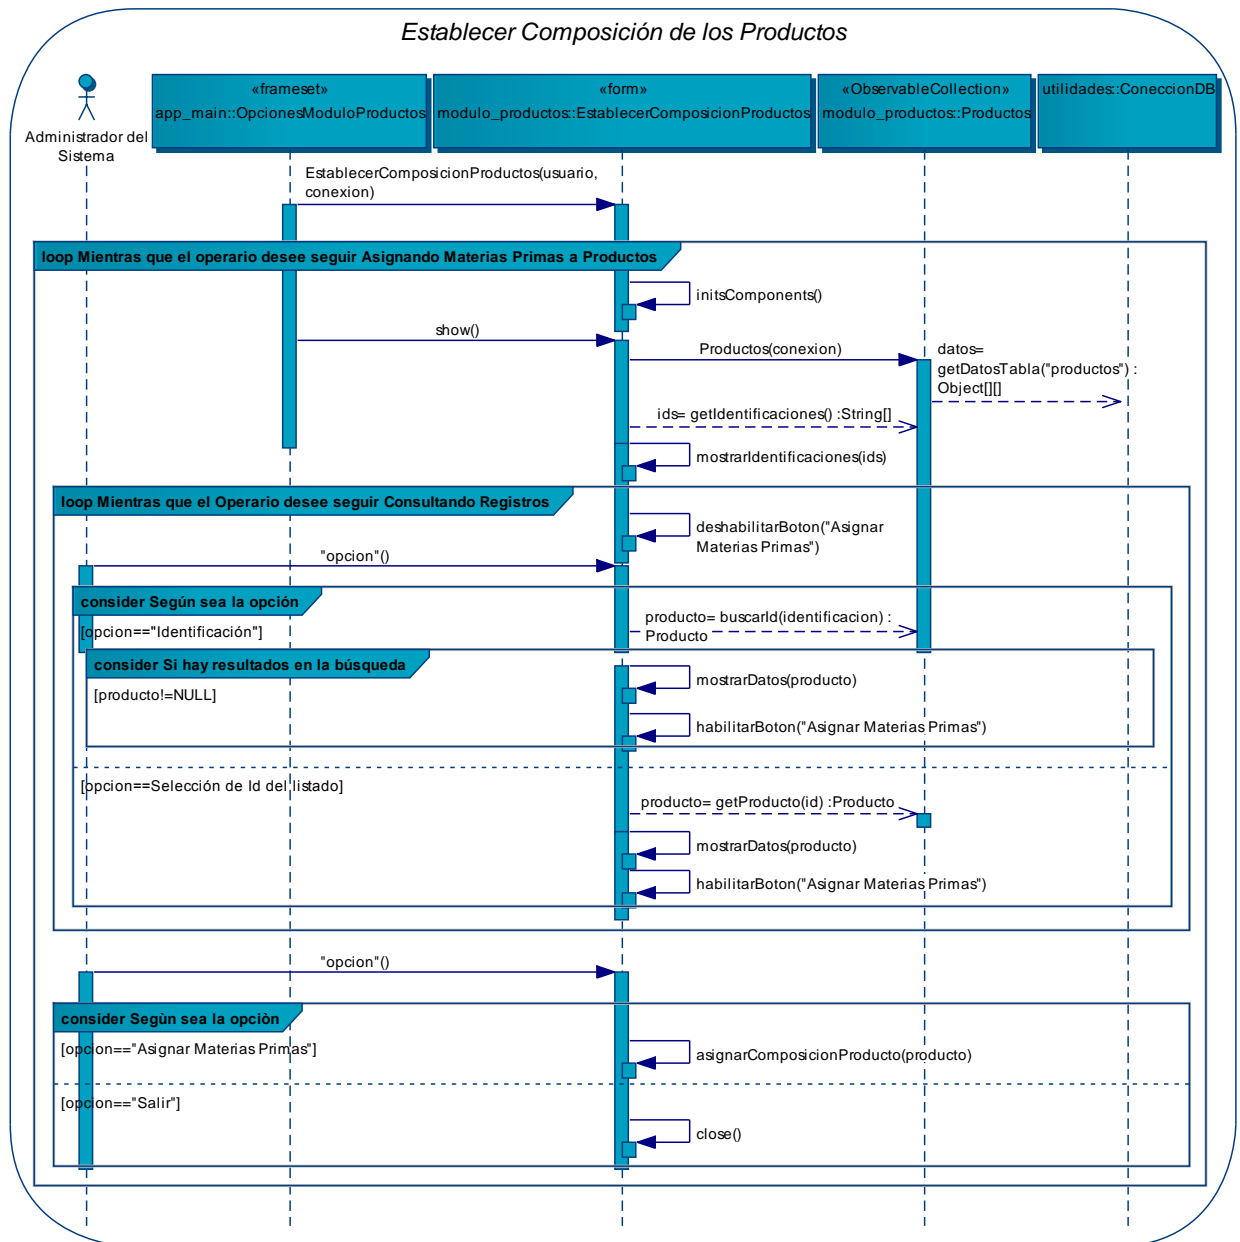 Establecer Composición de los Productos
Administrador del
Sistema
«frameset»
app_main::OpcionesModuloProductos
«form»
modulo_productos::EstablecerComposicionProductos
«ObservableCollection»
modulo_productos::Productos
utilidades::ConeccionDB
EstablecerComposicionProductos(usuario,
conexion)
loop Mientras que el operario desee seguir Asignando Materias Primas a Productos
initsComponents()
show()
Productos(conexion)
datos=
getDatosTabla("productos") :
Object[][]
ids= getIdentificaciones() :String[]
mostrarIdentificaciones(ids)
loop Mientras que el Operario desee seguir Consultando Registros
deshabilitarBoton("Asignar
Materias Primas")
"opcion"()
consider Según sea la opción
[opcion=="Identificación"]
producto= buscarId(identificacion) :
Producto
consider Si hay resultados en la búsqueda
[producto!=NULL]
mostrarDatos(producto)
habilitarBoton("Asignar Materias Primas")
[opcion==Selección de Id del listado]
producto= getProducto(id) :Producto
mostrarDatos(producto)
habilitarBoton("Asignar Materias Primas")
"opcion"()
consider Segùn sea la opciòn
[opcion=="Asignar Materias Primas"]
asignarComposicionProducto(producto)
[opcion=="Salir"]
close()